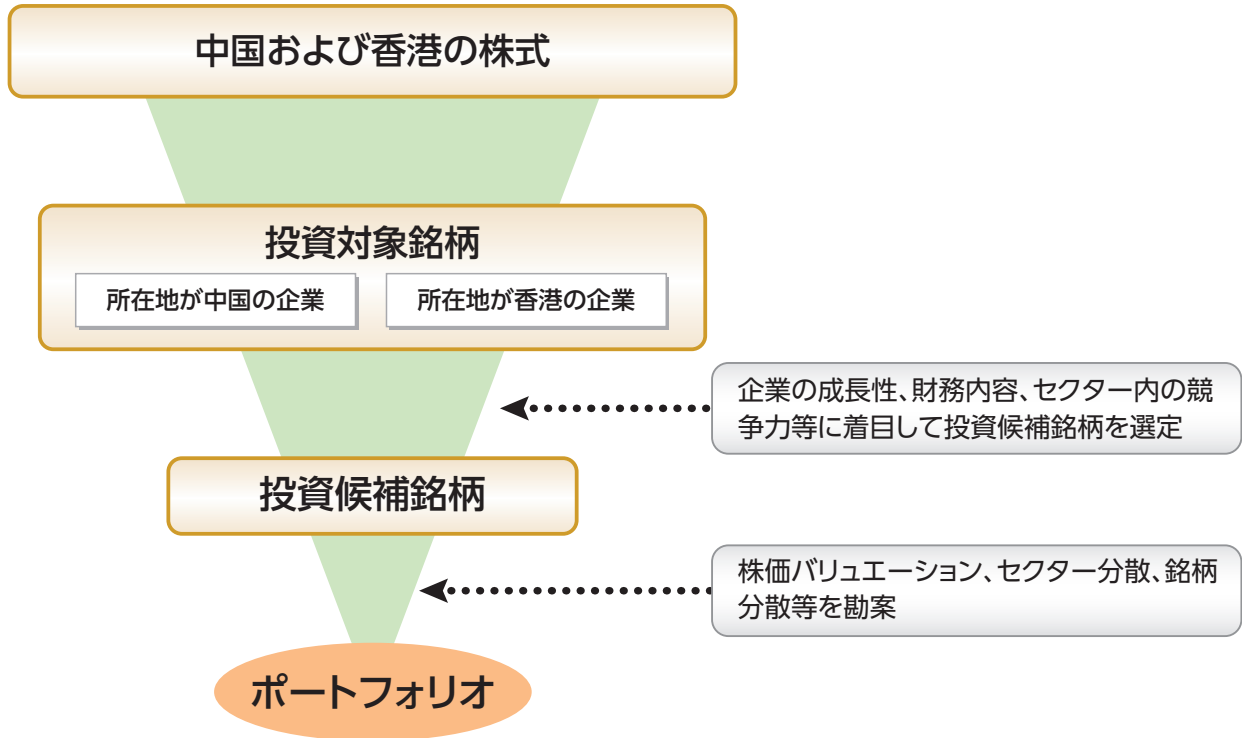 中国および香港の株式
投資対象銘柄
所在地が中国の企業
所在地が香港の企業
企業の成長性、財務内容、セクター内の競
争力等に着目して投資候補銘柄を選定
投資候補銘柄
株価バリュエーション、セクター分散、銘柄
分散等を勘案
ポートフォリオ